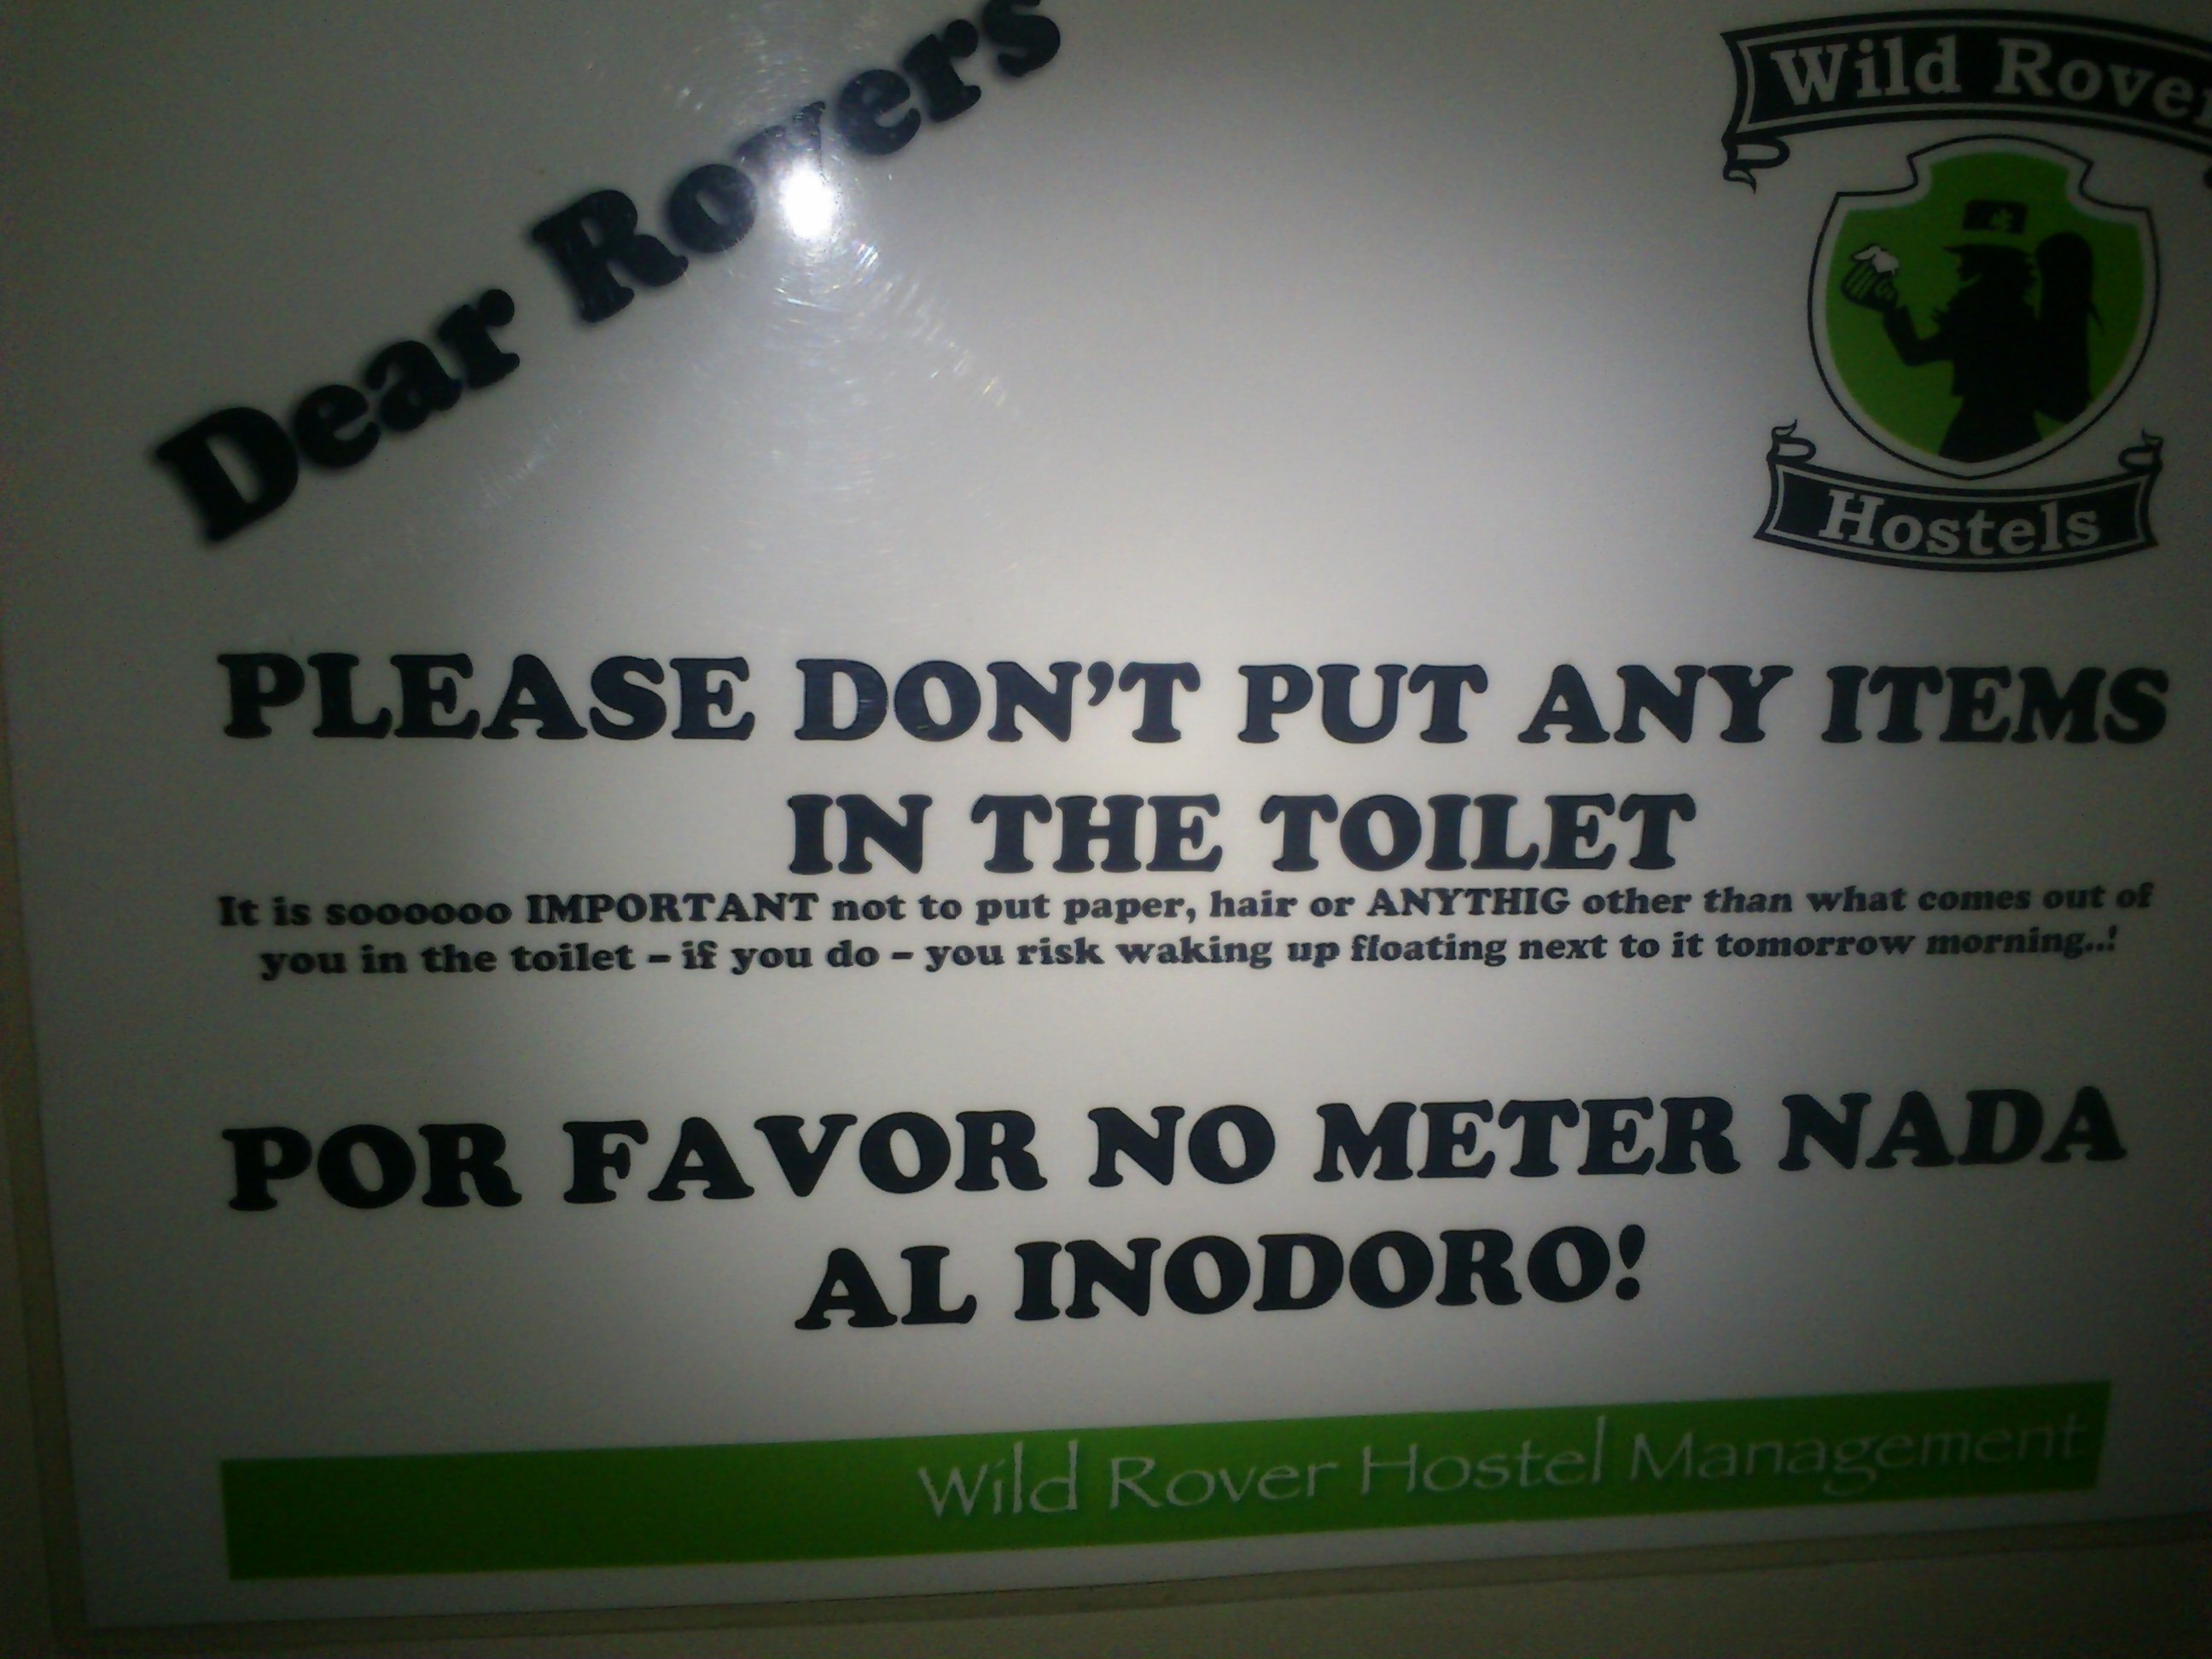 Dear Rovers
Wild Rover
Hostels
PLEASE DON'T PUT ANY ITEMS
IN THE TOILET
It is soooooo IMPORTANT not to put paper, hair or ANYTHIG other than what comes out of
you in the toilet – if you do – you risk waking up floating next to it tomorrow morning..!
POR FAVOR NO METER NADA
AL INODORO!
Wild Rover Hostel Management